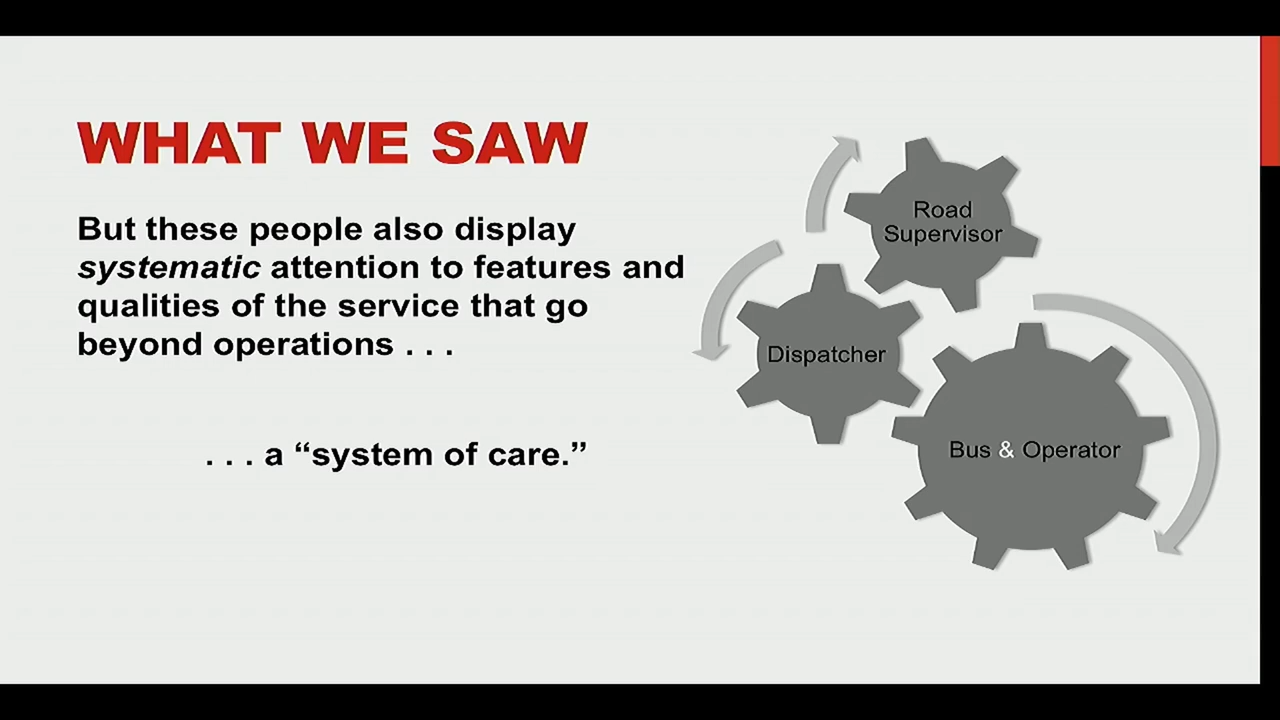 WHAT WE SAW
But these people also display
systematic attention to features and
qualities of the service that go
beyond operations . . .
. . . a “system of care.”
Road
Supervisor
Dispatcher
Bus & Operator